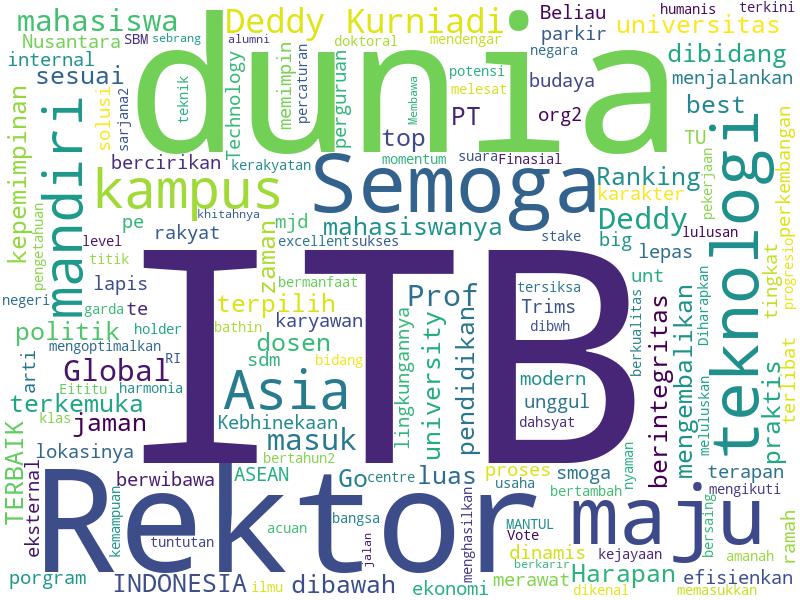 mahasiswa
Deddy Kurniadi
Beliau
humanis
terkini
Nusantara
SBM
sebrang
alumni
doktoral
mendengar
parkir
universitas
internal
sesuai
dunia
negara
dibidang
potensi
melesat
budaya
menjalankan
solusi
sarjana2
teknik
Technology
memimpin
percaturan
perguruan
Membawa
PT
org2
best
top
TU
kepemimpinan
mandiri
bercirikan
kerakyatan
momentum
suara
Finasial
teknologi
perkembangan
pengetahuan
kampus
Semoga
Ranking
karakter
pekerjaan
pe
khitahnya
mjd
mahasiswanya
Deddy
lulusan
level
rakyat
zaman
excellent
sukses
stake
big
lepas
titik
lapis
bermanfaat
ITB
tersiksa
unt
negeri
garda
te
terpilih
Prof
Trims
Diharapkan
tingkat
progresio
politik
holder
bathin
karyawan
dibwh
berkualitas
berintegritas
mengembalikan
mengoptimalkan
RI
dosen
lingkungannya
university
pendidikan
arti
Global
sdm
bidang
modern
meluluskan
praktis
terlibat
Eititu
harmonia
Asia
unggul
terkemuka
klas
jaman
Kebhinekaan
dahsyat
TERBAIK
lokasinya
masuk
bertahun2
nyaman
eksternal
berwibawa
ASEAN
Go
centre
luas
proses
smoga
terapan
usaha
bertambah
mengikuti
Rektor
kemampuan
tuntutan
acuan
bangsa
jalan
menghasilkan
MANTUL
Vote
maju
bersaing
kejayaan
amanah
ramah
dinamis
berkarir
porgram
INDONESIA
ilmu
dibawah
ekonomi
merawat
Harapan
dikenal
efisienkan
memasukkan